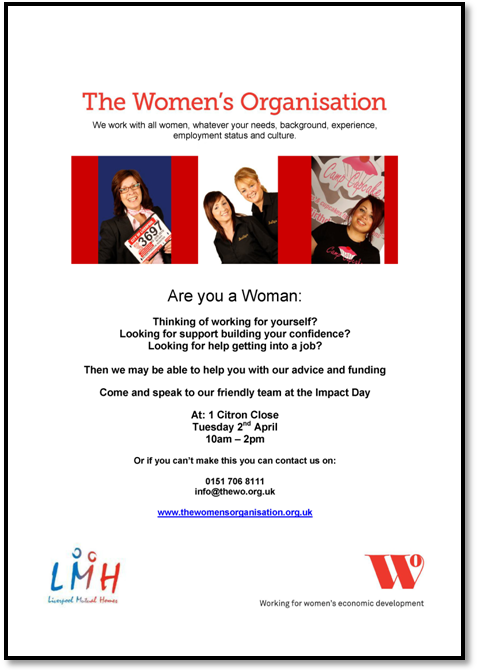 The Women's Organisation
We work with all women, whatever your needs, background, experience,
employment status and culture.
3697
Camp Cupcake
Are you a Woman:
Thinking of working for yourself?
Looking for support building your confidence?
Looking for help getting into a job?
Then we may be able to help you with our advice and funding
Come and speak to our friendly team at the Impact Day
At: 1 Citron Close
Tuesday 2nd April
10am – 2pm
Or if you can't make this you can contact us on:
0151 706 8111
info@thewo.org.uk
www.thewomensorganisation.org.uk
LMH
Liverpool Mutual Homes
Wo
Working for women's economic development